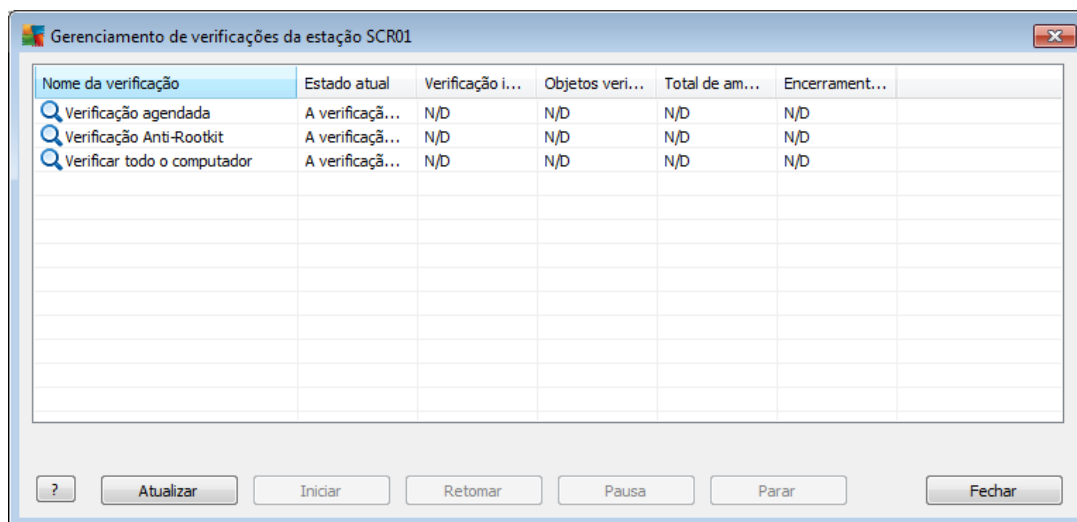 Gerenciamento de verificações da estação SCR01
Nome da verificação Estado atual Verificação i... Objetos veri... Total de am... Encerrament...
Verificação agendada A verificaçã... N/D N/D N/D N/D
Verificação Anti-Rootkit A verificaçã... N/D N/D N/D N/D
Verificar todo o computador A verificaçã... N/D N/D N/D N/D
? Atualizar Iniciar Retomar Pausa Parar Fechar